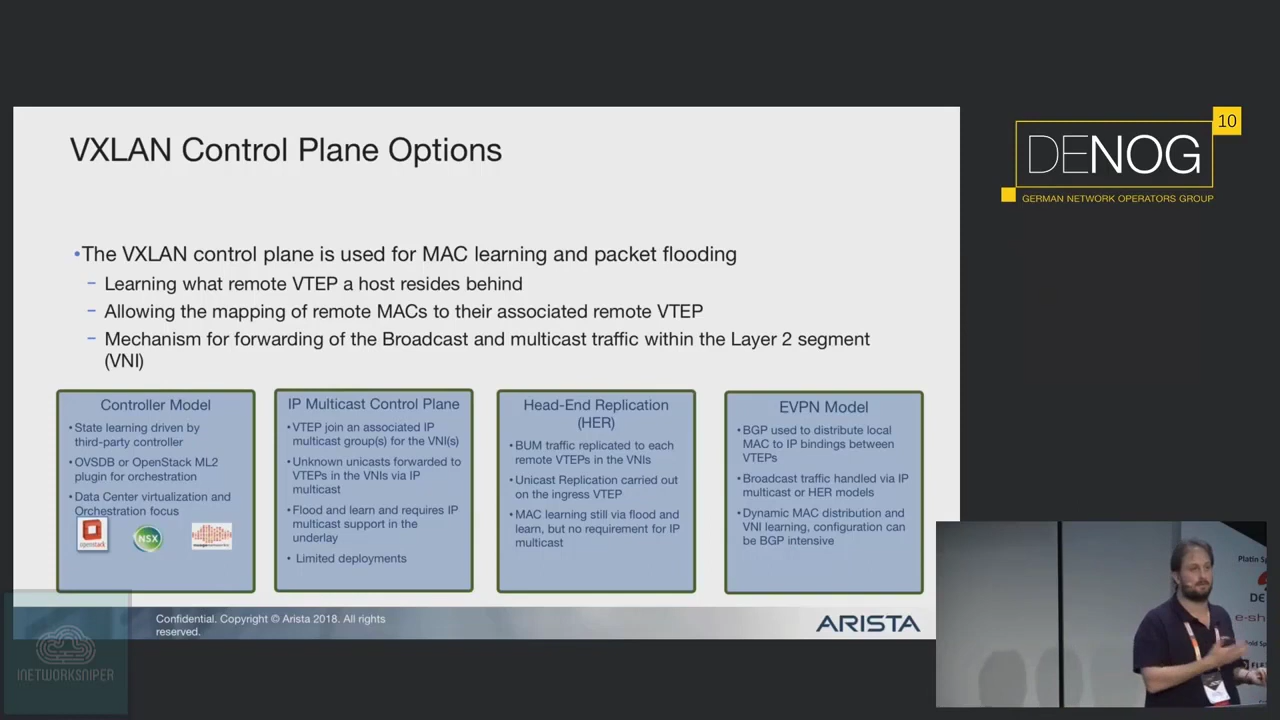 VXLAN Control Plane Options
•The VXLAN control plane is used for MAC learning and packet flooding
– Learning what remote VTEP a host resides behind
– Allowing the mapping of remote MACs to their associated remote VTEP
– Mechanism for forwarding of the Broadcast and multicast traffic within the Layer 2 segment
(VNI)
Controller Model
•State learning driven by
third-party controller
•OVSDB or OpenStack ML2
plugin for orchestration
•Data Center virtualization and
Orchestration focus
openstack
NSX
IP Multicast Control Plane
•VTEP join an associated IP
multicast group(s) for the VNI(s)
•Unknown unicasts forwarded to
VTEPs in the VNIs via IP
multicast
•Flood and learn and requires IP
multicast support in the
underlay
• Limited deployments
Head-End Replication
(HER)
•BUM traffic replicated to each
remote VTEPs in the VNIs
•Unicast Replication carried out
on the ingress VTEP
•MAC learning still via flood and
learn, but no requirement for IP
multicast
EVPN Model
•BGP used to distribute local
MAC to IP bindings between
VTEPs
•Broadcast traffic handled via IP
multicast or HER models
•Dynamic MAC distribution and
VNI learning, configuration can
be BGP intensive
Confidential. Copyright © Arista 2018. All rights
reserved.
ARISTA
DENOG
10
GERMAN NETWORK OPERATORS GROUP
INETWORKSNIPER
Platin Sp
DE
e-sh